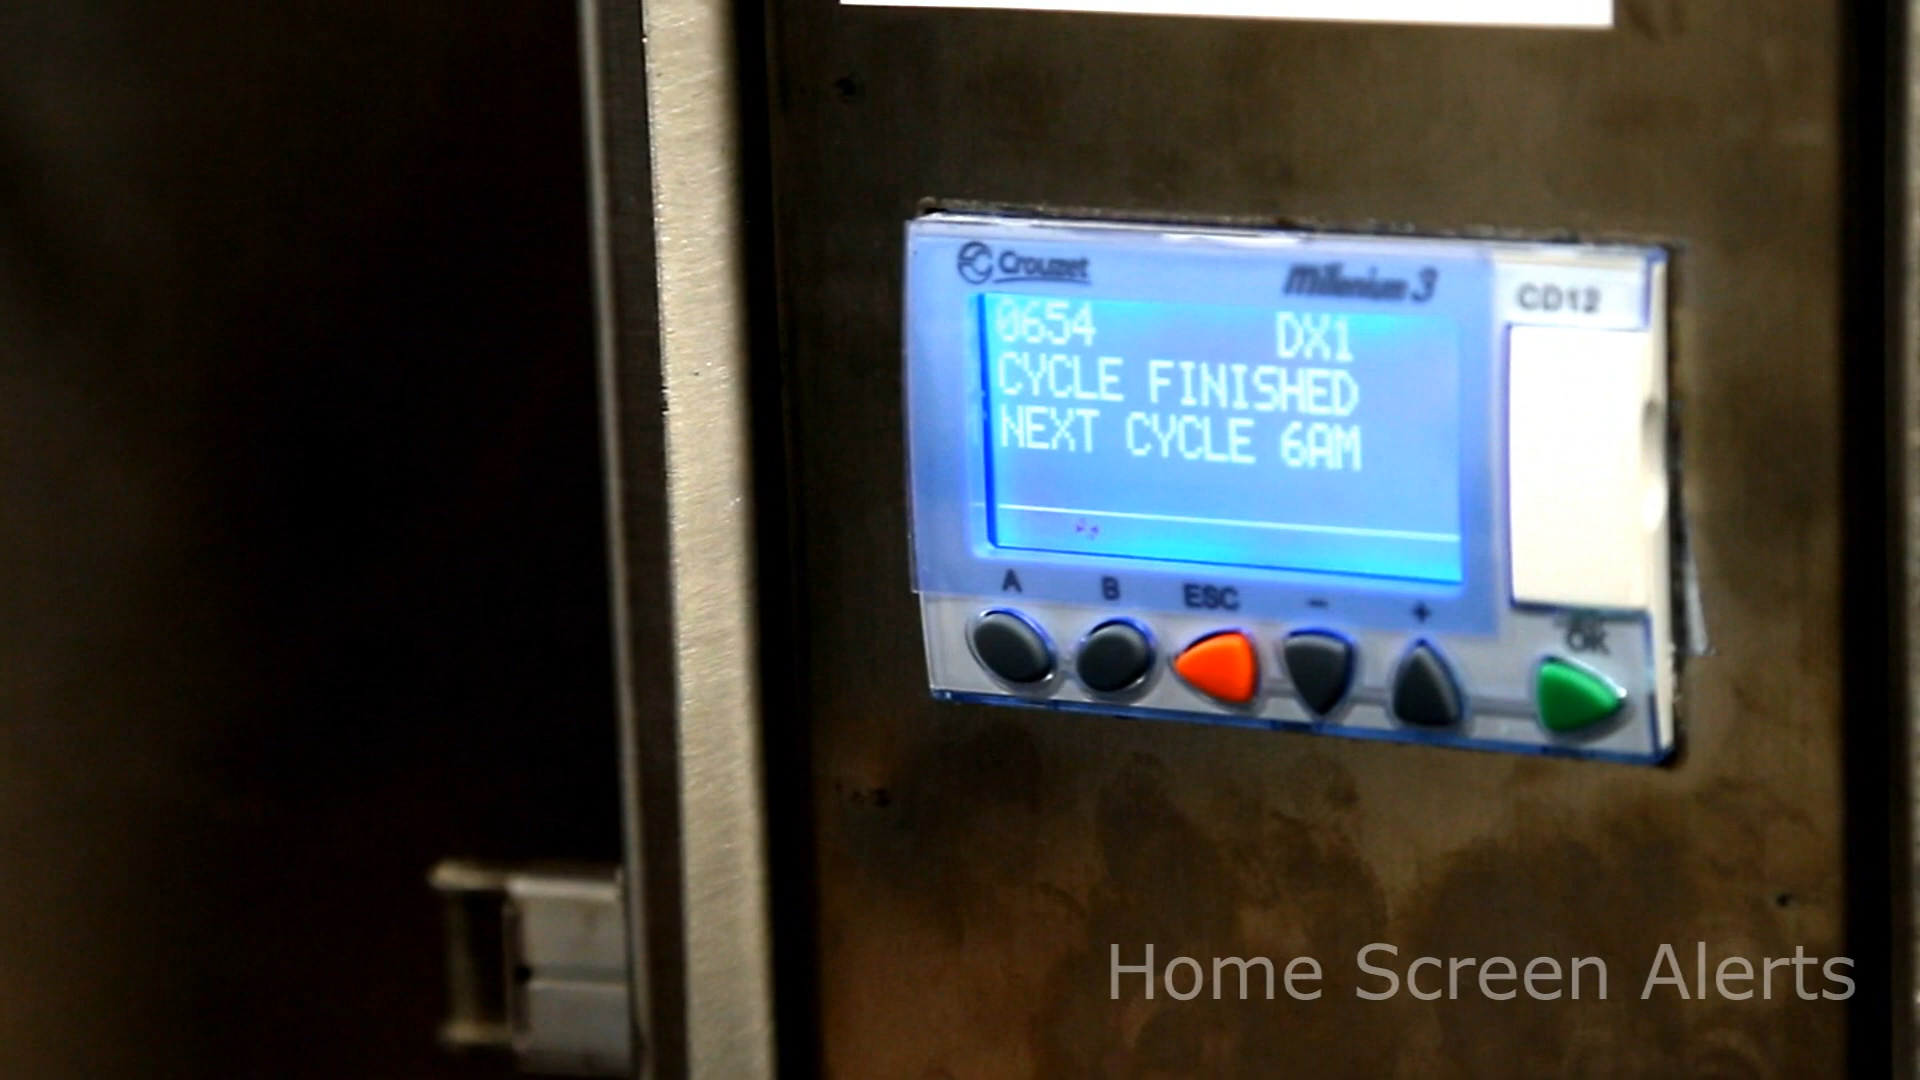 Crouzet
Millenium 3
CD12
0654 DX1
CYCLE FINISHED
NEXT CYCLE 6AM
A B ESC - +
OK
Home Screen Alerts